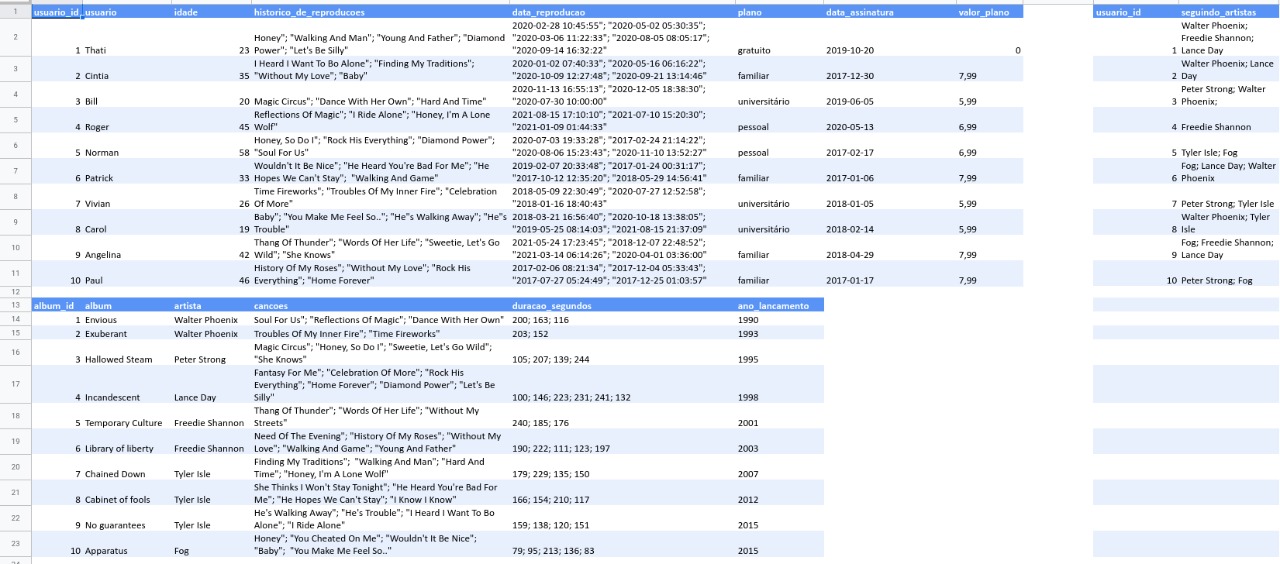 1 usuario_id_ usuario idade historico_de_reproducoes data_reproducao plano data_assinatura valor_plano usuario_id seguindo_artistas
2020-02-28 10:45:55"; "2020-05-02 05:30:35"; Walter Phoenix;
2 Honey"; "Walking And Man"; "Young And Father"; "Diamond "2020-03-06 11:22:33"; "2020-08-05 08:05:17"; Freedie Shannon;
1 Thati 23 Power"; "Let's Be Silly" "2020-09-14 16:32:22" gratuito 2019-10-20 0 1 Lance Day
3 I Heard I Want To Bo Alone"; "Finding My Traditions"; "2020-01-02 07:40:33"; "2020-05-16 06:16:22"; Walter Phoenix; Lance
2 Cintia 35 "Without My Love"; "Baby" "2020-10-09 12:27:48"; "2020-09-21 13:14:46" familiar 2017-12-30 7,99 2 Day
4 2020-11-13 16:55:13"; "2020-12-05 18:38:30"; Peter Strong; Walter
3 Bill 20 Magic Circus"; "Dance With Her Own"; "Hard And Time" "2020-07-30 10:00:00" universitário 2019-06-05 5,99 3 Phoenix;
5 Reflections Of Magic"; "I Ride Alone"; "Honey, I'm A Lone 2021-08-15 17:10:10"; "2021-07-10 15:20:30";
4 Roger 45 Wolf" "2021-01-09 01:44:33" pessoal 2020-05-13 6,99 4 Freedie Shannon
6 Honey, So Do I"; "Rock His Everything"; "Diamond Power"; 2020-07-03 19:33:28"; "2017-02-24 21:14:22";
5 Norman 58 "Soul For Us" "2020-08-06 15:23:43"; "2020-11-10 13:52:27" pessoal 2017-02-17 6,99 5 Tyler Isle; Fog
7 Wouldn't It Be Nice"; "He Heard You're Bad For Me"; "He 2019-02-07 20:33:48"; "2017-01-24 00:31:17"; Fog; Lance Day; Walter
6 Patrick 33 Hopes We Can't Stay"; "Walking And Game" "2017-10-12 12:35:20"; "2018-05-29 14:56:41" familiar 2017-01-06 7,99 6 Phoenix
8 Time Fireworks"; "Troubles Of My Inner Fire"; "Celebration 2018-05-09 22:30:49"; "2020-07-27 12:52:58";
7 Vivian 26 Of More" "2018-01-16 18:40:43" universitário 2018-01-05 5,99 7 Peter Strong; Tyler Isle
9 Baby"; "You Make Me Feel So.."; "He"s Walking Away"; "He"s 2018-03-21 16:56:40"; "2020-10-18 13:38:05"; Walter Phoenix; Tyler
8 Carol 19 Trouble" "2019-05-25 08:14:03"; "2021-08-15 21:37:09" universitário 2018-02-14 5,99 8 Isle
10 Thang Of Thunder"; "Words Of Her Life"; "Sweetie, Let's Go 2021-05-24 17:23:45"; "2018-12-07 22:48:52"; Fog; Freedie Shannon;
9 Angelina 42 Wild"; "She Knows" "2021-03-14 06:14:26"; "2020-04-01 03:36:00" familiar 2018-04-29 7,99 9 Lance Day
11 History Of My Roses"; "Without My Love"; "Rock His 2017-02-06 08:21:34"; "2017-12-04 05:33:43";
10 Paul 46 Everything"; "Home Forever" "2017-07-27 05:24:49"; "2017-12-25 01:03:57" familiar 2017-01-17 7,99 10 Peter Strong; Fog
12
13 album_id album artista cancoes duracao_segundos ano_lancamento
14 1 Envious Walter Phoenix Soul For Us"; "Reflections Of Magic"; "Dance With Her Own" 200; 163; 116 1990
15 2 Exuberant Walter Phoenix Troubles Of My Inner Fire"; "Time Fireworks" 203; 152 1993
16 Magic Circus"; "Honey, So Do I"; "Sweetie, Let's Go Wild";
3 Hallowed Steam Peter Strong "She Knows" 105; 207; 139; 244 1995
Fantasy For Me"; "Celebration Of More"; "Rock His
17 Everything"; "Home Forever"; "Diamond Power"; "Let's Be
4 Incandescent Lance Day Silly" 100; 146; 223; 231; 241; 132 1998
18 Thang Of Thunder"; "Words Of Her Life"; "Without My
5 Temporary Culture Freedie Shannon Streets" 240; 185; 176 2001
19 Need Of The Evening"; "History Of My Roses"; "Without My
6 Library of liberty Freedie Shannon Love"; "Walking And Game"; "Young And Father" 190; 222; 111; 123; 197 2003
20 Finding My Traditions"; "Walking And Man"; "Hard And
7 Chained Down Tyler Isle Time"; "Honey, I'm A Lone Wolf" 179; 229; 135; 150 2007
21 She Thinks I Won't Stay Tonight"; "He Heard You're Bad For
8 Cabinet of fools Tyler Isle Me"; "He Hopes We Can't Stay"; "I Know I Know" 166; 154; 210; 117 2012
22 He's Walking Away"; "He's Trouble"; "I Heard I Want To Bo
9 No guarantees Tyler Isle Alone"; "I Ride Alone" 159; 138; 120; 151 2015
23 Honey"; "You Cheated On Me"; "Wouldn't It Be Nice";
10 Apparatus Fog "Baby"; "You Make Me Feel So.." 79; 95; 213; 136; 83 2015